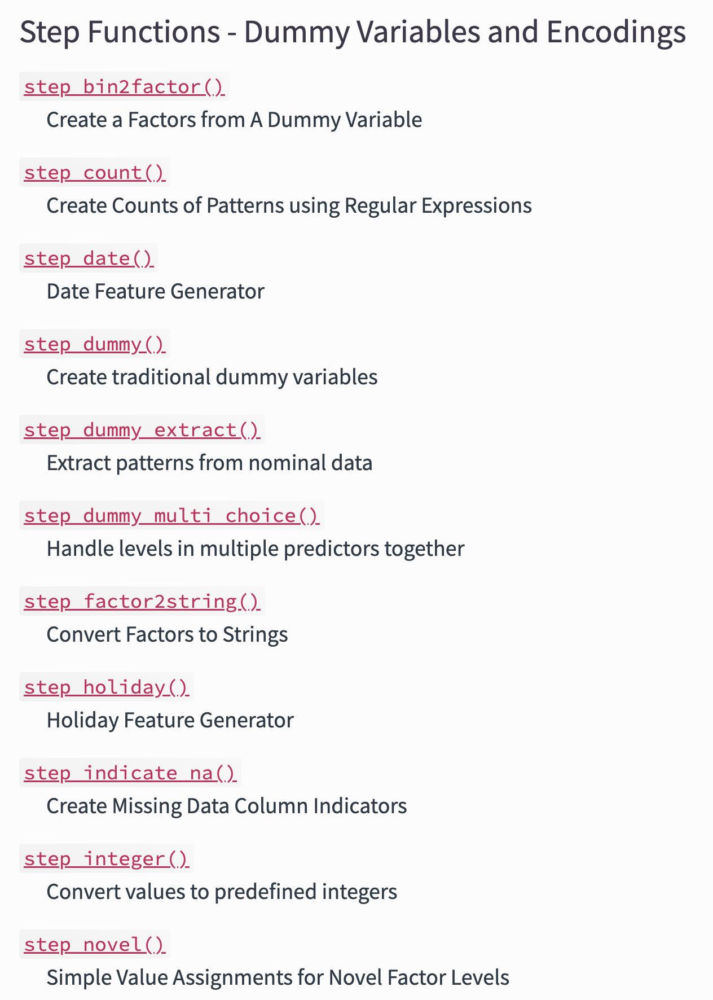 Step Functions - Dummy Variables and Encodings
step_bin2factor()
Create a Factors from A Dummy Variable
step_count()
Create Counts of Patterns using Regular Expressions
step_date()
Date Feature Generator
step_dummy()
Create traditional dummy variables
step_dummy_extract()
Extract patterns from nominal data
step_dummy_multi_choice()
Handle levels in multiple predictors together
step_factor2string()
Convert Factors to Strings
step_holiday()
Holiday Feature Generator
step_indicate_na()
Create Missing Data Column Indicators
step_integer()
Convert values to predefined integers
step_novel()
Simple Value Assignments for Novel Factor Levels